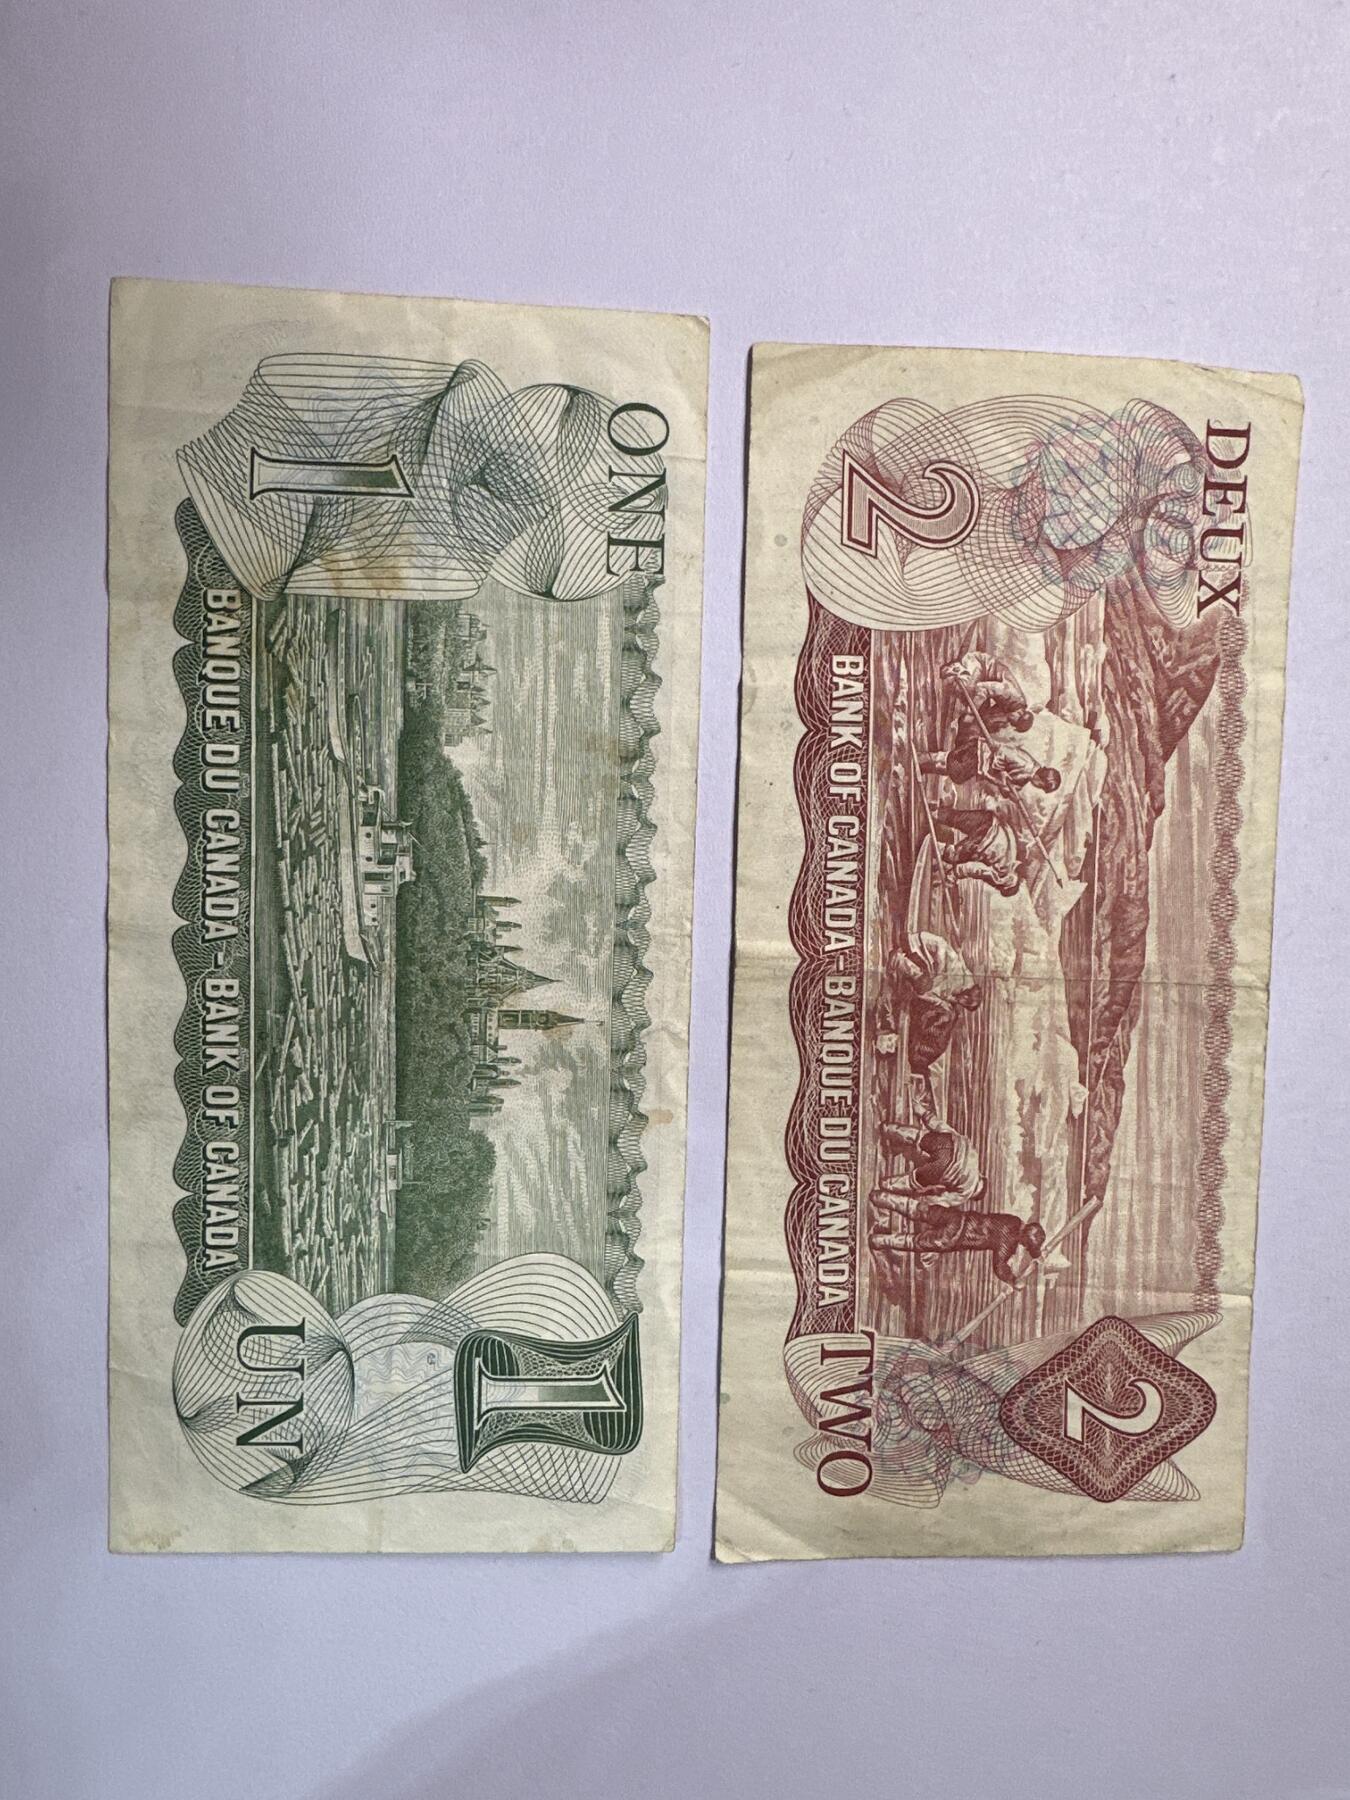 ONE
1
BANQUE DU CANADA - BANK OF CANADA
1
UN
DEUX
2
BANK OF CANADA - BANQUE DU CANADA
2
TWO